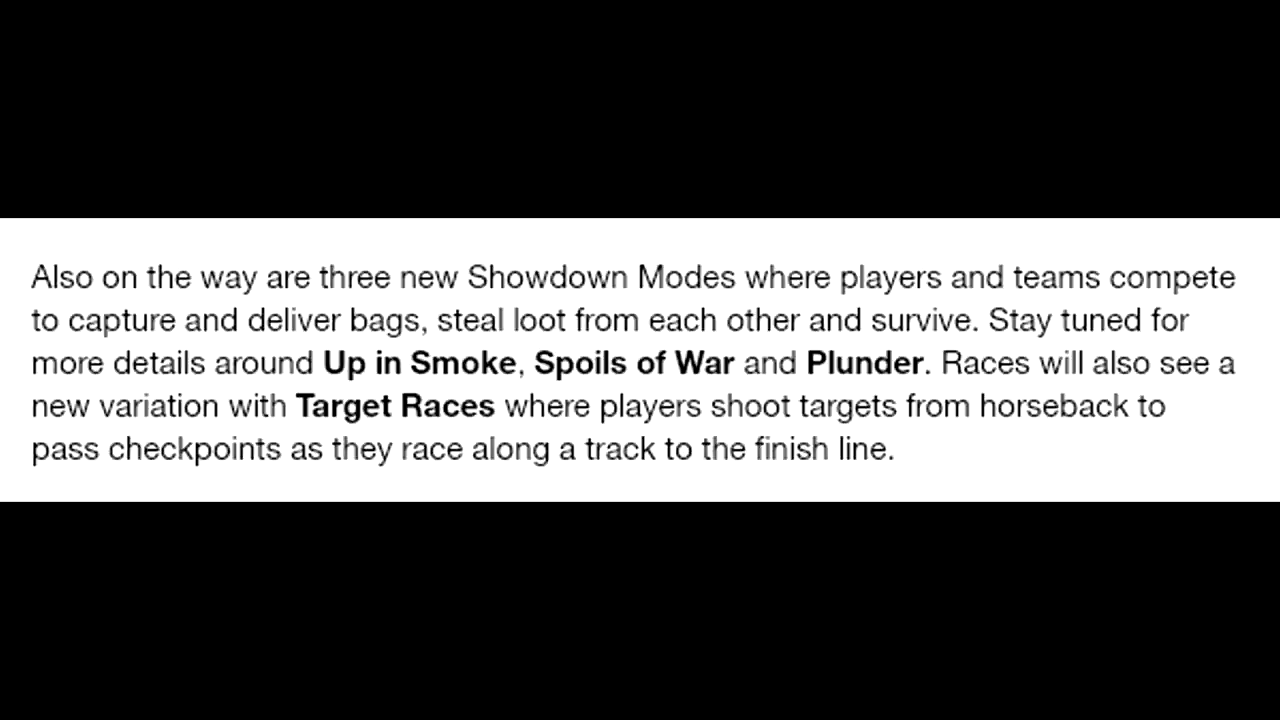 Also on the way are three new Showdown Modes where players and teams compete
to capture and deliver bags, steal loot from each other and survive. Stay tuned for
more details around Up in Smoke, Spoils of War and Plunder. Races will also see a
new variation with Target Races where players shoot targets from horseback to
pass checkpoints as they race along a track to the finish line.